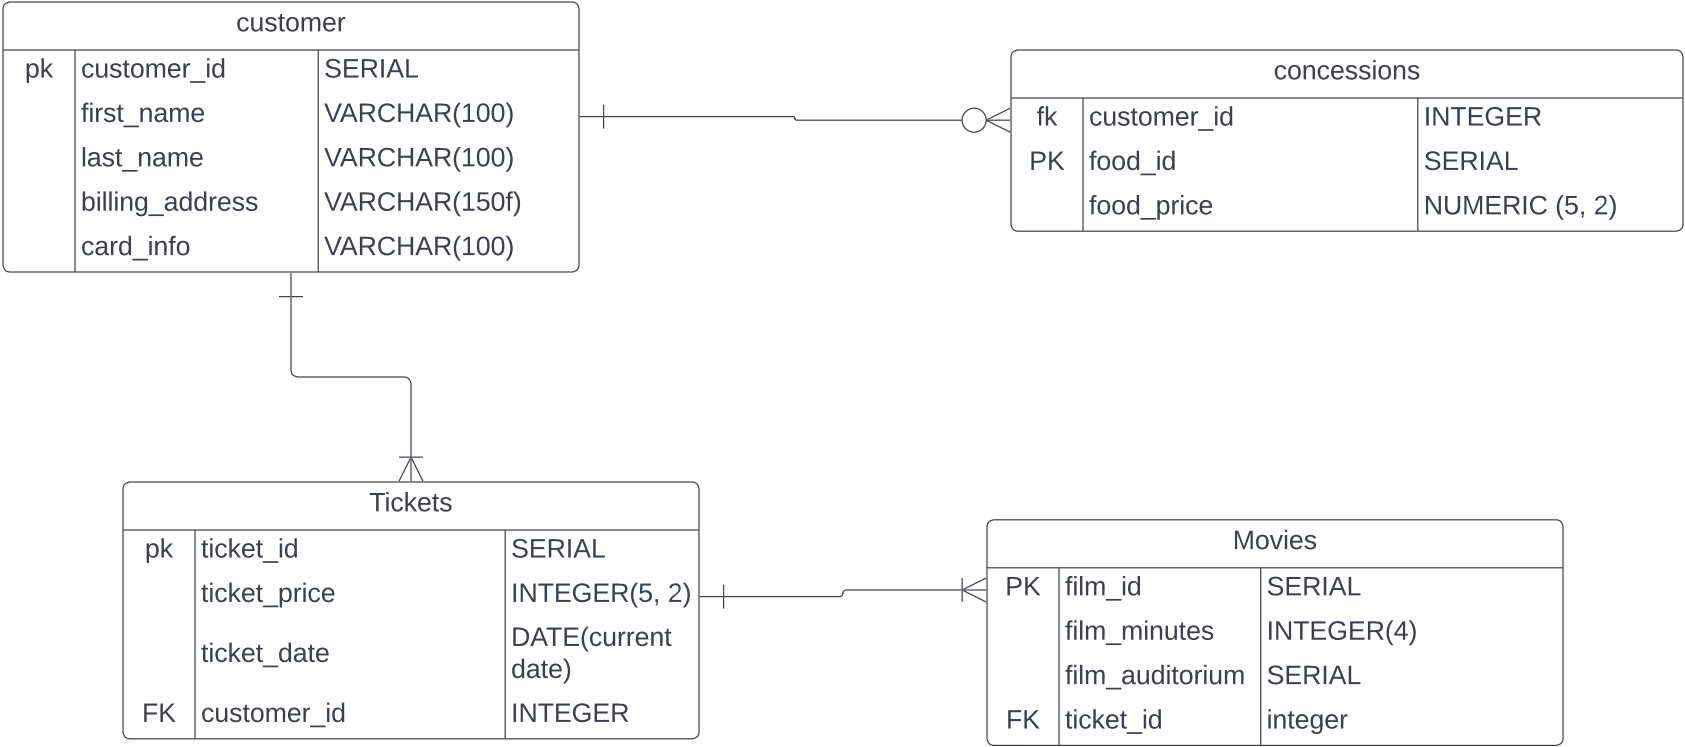 customer
pk customer_id SERIAL
first_name VARCHAR(100)
last_name VARCHAR(100)
billing_address VARCHAR(150f)
card_info VARCHAR(100)
concessions
fk customer_id INTEGER
PK food_id SERIAL
food_price NUMERIC (5, 2)
Tickets
pk ticket_id SERIAL
ticket_price INTEGER(5, 2)
ticket_date DATE(current
date)
FK customer_id INTEGER
Movies
PK film_id SERIAL
film_minutes INTEGER(4)
film_auditorium SERIAL
FK ticket_id integer